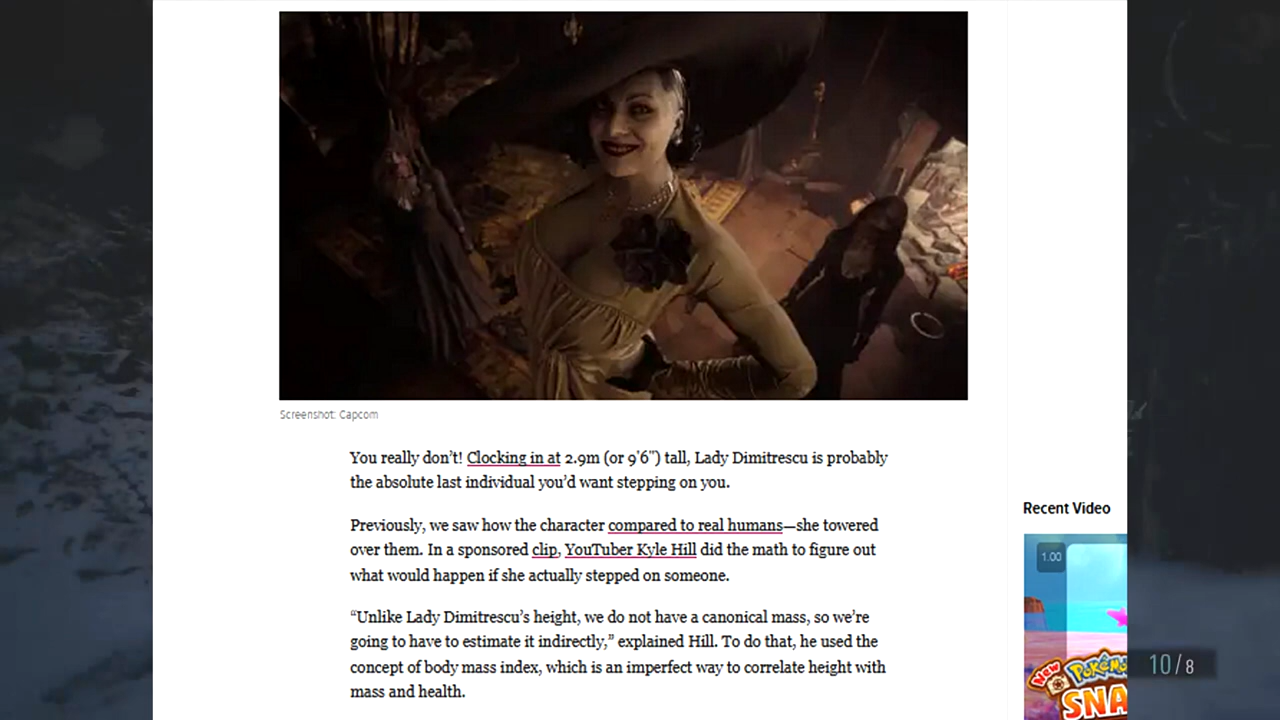 Screenshot: Capcom
You really don’t! Clocking in at 2.9m (or 9'6") tall, Lady Dimitrescu is probably
the absolute last individual you’d want stepping on you.
Previously, we saw how the character compared to real humans—she towered
over them. In a sponsored clip, YouTuber Kyle Hill did the math to figure out
what would happen if she actually stepped on someone.
“Unlike Lady Dimitrescu’s height, we do not have a canonical mass, so we’re
going to have to estimate it indirectly,” explained Hill. To do that, he used the
concept of body mass index, which is an imperfect way to correlate height with
mass and health.
Recent Video
1.00
New
POKéMO
SNA
10/8